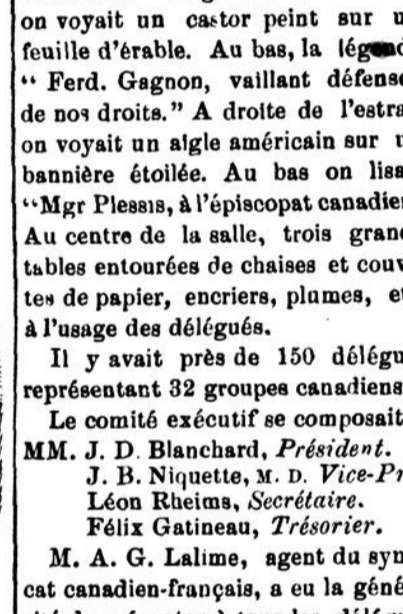 on voyait un castor peint sur u
feuille d'érable. Au bas, la légend
“ Ferd. Gagnon, vaillant défense
de nos droits.” A droite de l'estra
on voyait un aigle américain sur u
bannière étoilée. Au bas on lisa
“Mgr Plessis, à l'épiscopat canadie
Au centre de la salle, trois gran
tables entourées de chaises et couv
tes de papier, encriers, plumes, e
à l'usage des délégués.
Il y avait près de 150 délégu
représentant 32 groupes canadiens
Le comité exécutif se composait
MM. J. D. Blanchard, Président.
J. B. Niquette, M. D. Vice-Pr
Léon Rheims, Secrétaire.
Félix Gatineau, Trésorier.
M. A. G. Lalime, agent du syn
cat canadien-français, a eu la géné